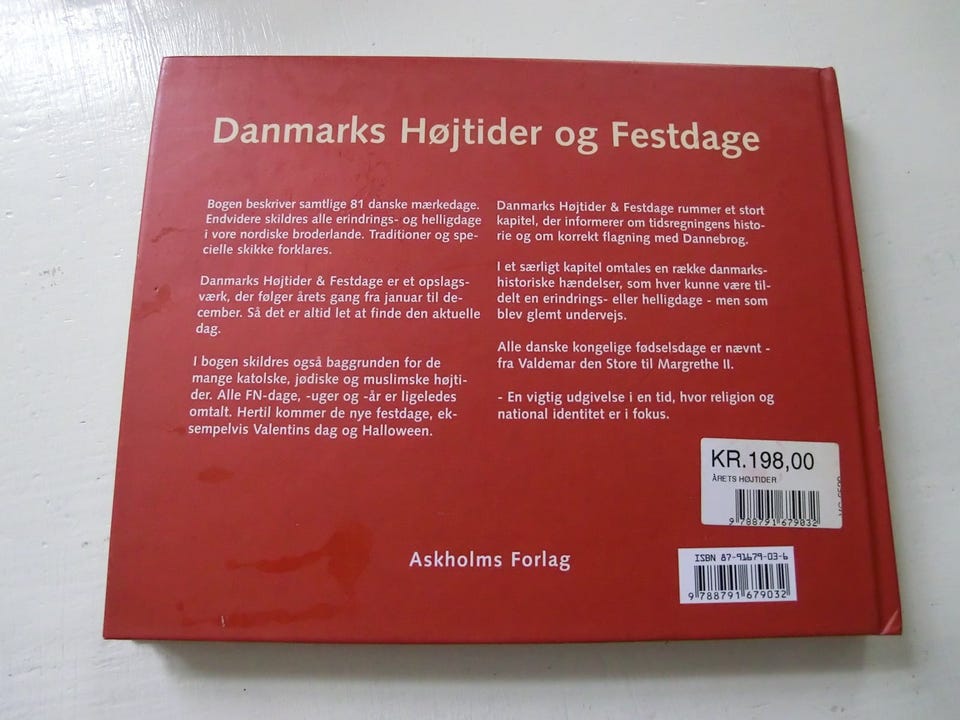 Danmarks Højtider og Festdage
Bogen beskriver samtlige 81 danske mærkedage.
Endvidere skildres alle erindrings- og helligdage
i vore nordiske broderlande. Traditioner og spe-
cielle skikke forklares.
Danmarks Højtider & Festdage er et opslags-
værk, der følger årets gang fra januar til de-
cember. Så det er altid let at finde den aktuelle
dag.
I bogen skildres også baggrunden for de
mange katolske, jødiske og muslimske højti-
der. Alle FN-dage, -uger og -år er ligeledes
omtalt. Hertil kommer de nye festdage, ek-
sempelvis Valentins dag og Halloween.
Danmarks Højtider & Festdage rummer et stort
kapitel, der informerer om tidsregningens histo-
rie og om korrekt flagning med Dannebrog.
I et særligt kapitel omtales en række danmarks-
historiske hændelser, som hver kunne være til-
delt en erindrings- eller helligdage - men som
blev glemt undervejs.
Alle danske kongelige fødselsdage er nævnt -
fra Valdemar den Store til Margrethe II.
- En vigtig udgivelse i en tid, hvor religion og
national identitet er i fokus.
KR.198,00
ÅRETS HØJTIDER
9 788791 679032
Askholms Forlag
ISBN 87-91679-03-6
9 788791 679032